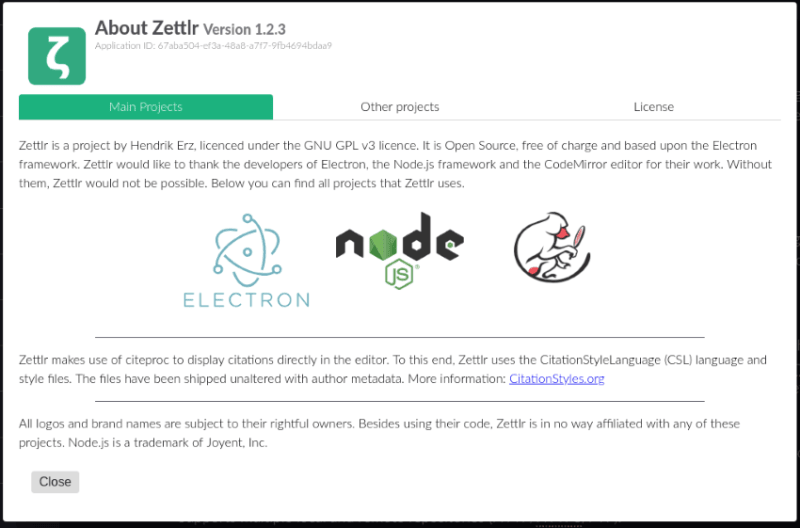 About Zettlr Version 1.2.3
Application ID: 67aba504-ef3a-48a8-a7f7-9fb4694bdaa9
Main Projects
Other projects
License
Zettlr is a project by Hendrik Erz, licenced under the GNU GPL v3 licence. It is Open Source, free of charge and based upon the Electron
framework. Zettlr would like to thank the developers of Electron, the Node.js framework and the CodeMirror editor for their work. Without
them, Zettlr would not be possible. Below you can find all projects that Zettlr uses.
ELECTRON
node
JS
Zettlr makes use of citeproc to display citations directly in the editor. To this end, Zettlr uses the CitationStyleLanguage (CSL) language and
style files. The files have been shipped unaltered with author metadata. More information: CitationStyles.org
All logos and brand names are subject to their rightful owners. Besides using their code, Zettlr is in no way affiliated with any of these
projects. Node.js is a trademark of Joyent, Inc.
Close